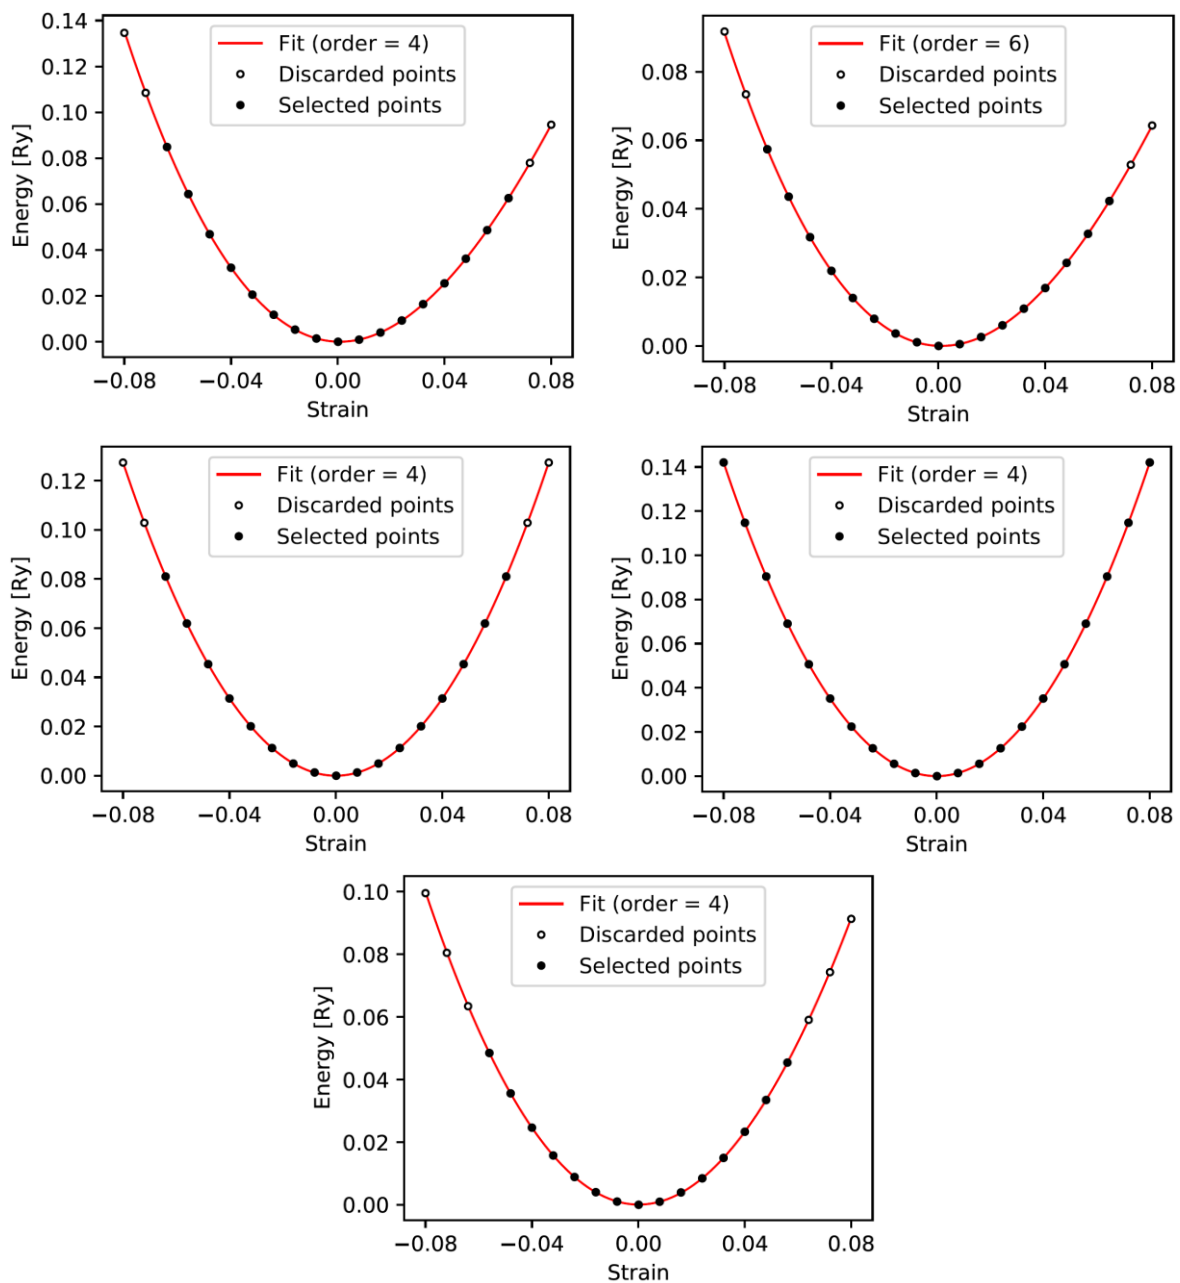 0.14
0.12
0.10
0.08
0.06
0.04
0.02
0.00
Energy [Ry]
Fit (order = 4)
Discarded points
Selected points
−0.08 −0.04 0.00 0.04 0.08
Strain
0.08
0.06
0.04
0.02
0.00
Energy [Ry]
Fit (order = 6)
Discarded points
Selected points
−0.08 −0.04 0.00 0.04 0.08
Strain
0.12
0.10
0.08
0.06
0.04
0.02
0.00
Energy [Ry]
Fit (order = 4)
Discarded points
Selected points
−0.08 −0.04 0.00 0.04 0.08
Strain
0.14
0.12
0.10
0.08
0.06
0.04
0.02
0.00
Energy [Ry]
Fit (order = 4)
Discarded points
Selected points
−0.08 −0.04 0.00 0.04 0.08
Strain
0.10
0.08
0.06
0.04
0.02
0.00
Energy [Ry]
Fit (order = 4)
Discarded points
Selected points
−0.08 −0.04 0.00 0.04 0.08
Strain